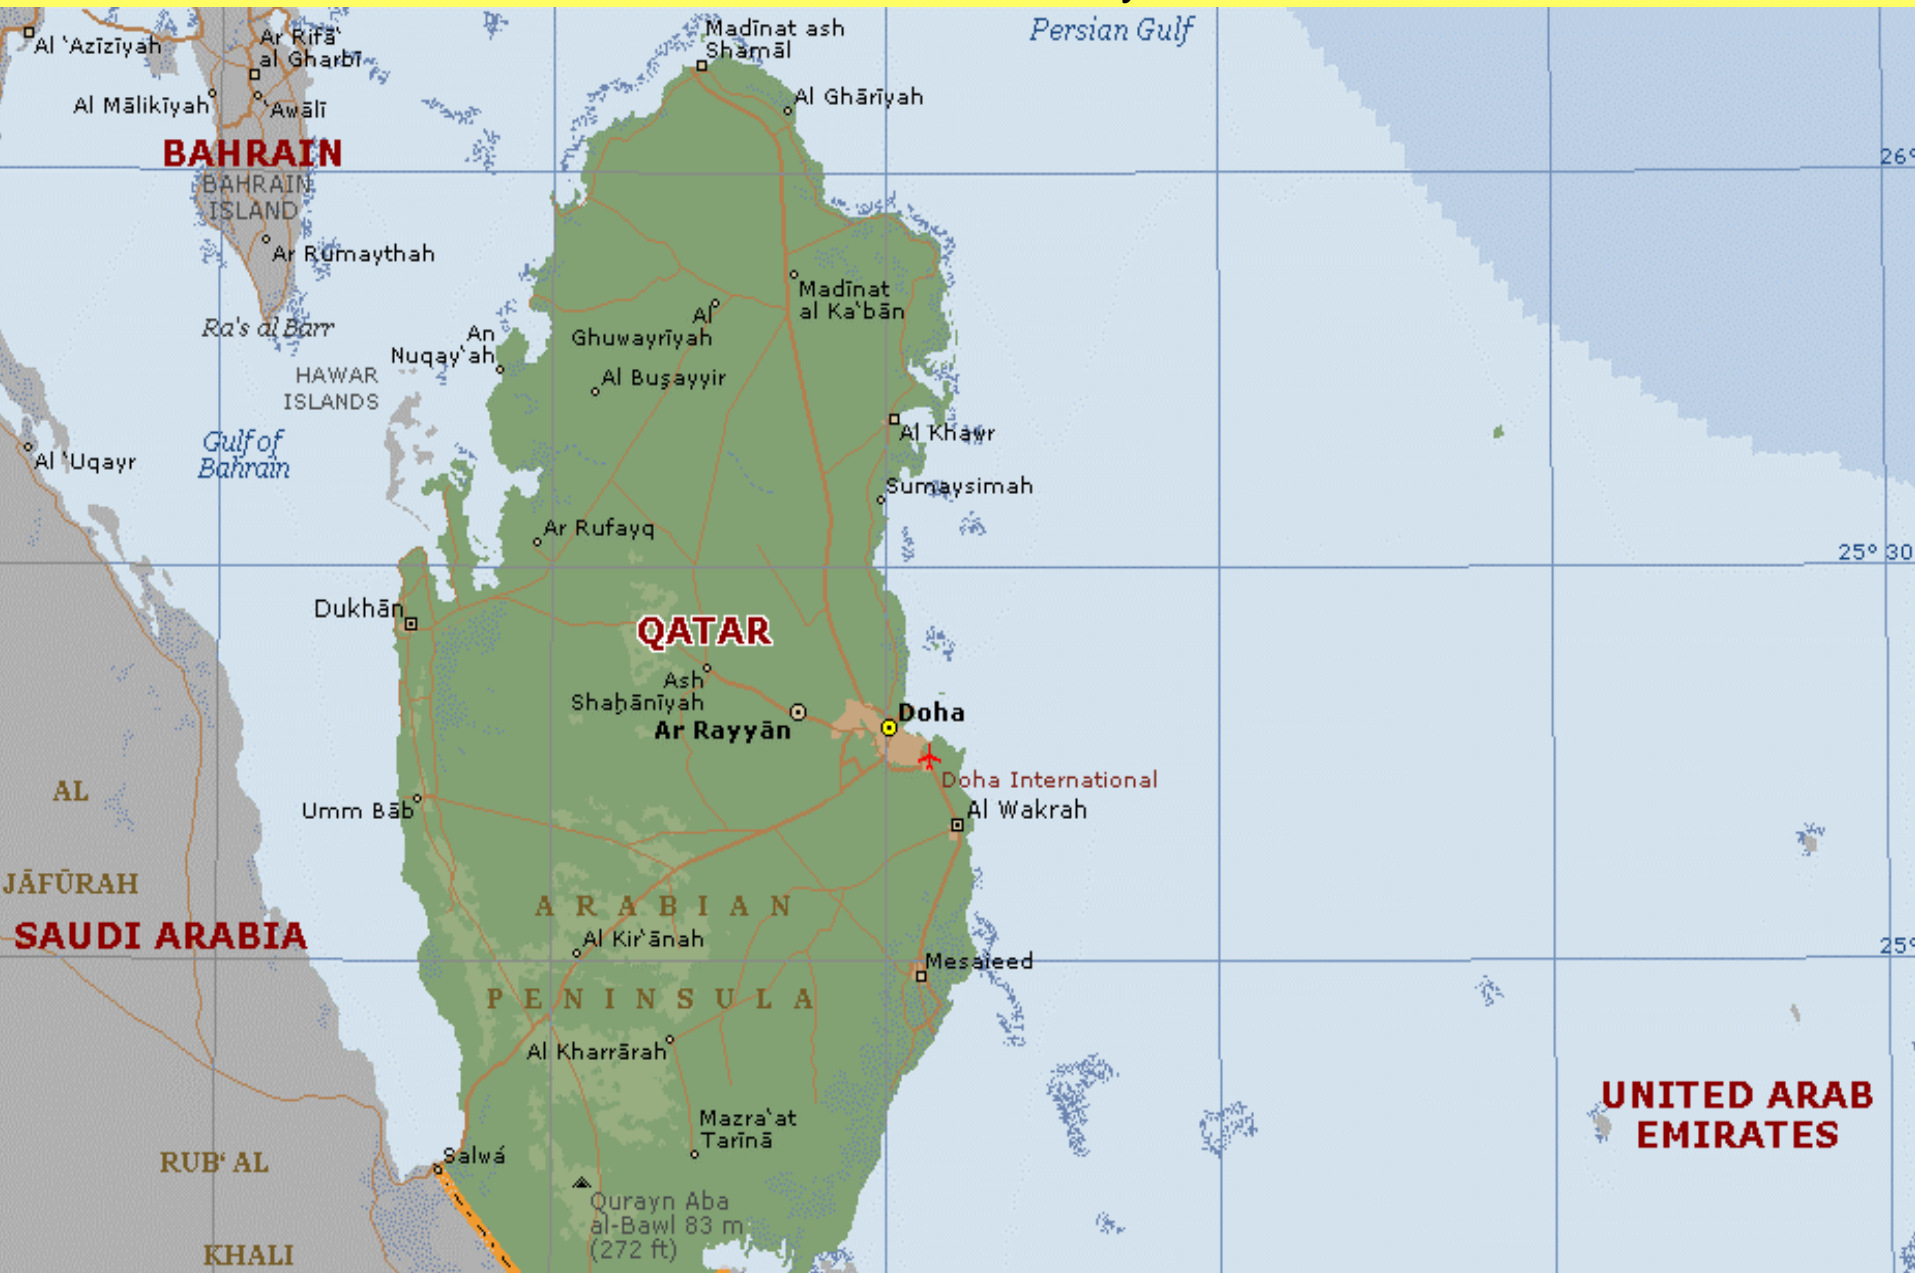 Persian Gulf
Madīnat ash
Shamāl
Al ʽAzīzīyah
Ar Rifāʽ
al Gharbī
Al Ghārīyah
Al Mālikīyah
ʽAwālī
BAHRAIN
26°
BAHRAIN
ISLAND
Ar Rumaythah
Madīnat
al Kaʽbān
Al
Ghuwayrīyah
Ra's al Barr
An
Nuqayʽah
HAWAR
ISLANDS
Al Buşayyir
Al Khawr
Gulf of
Bahrain
Al ʽUqayr
Sumaysimah
Ar Rufayq
25° 30
Dukhān
QATAR
Ash
Shaḩānīyah
Doha
Ar Rayyān
Doha International
AL
Umm Bāb
Al Wakrah
JĀFŪRAH
ARABIAN
SAUDI ARABIA
Al Kirʽānah
25°
Mesaieed
PENINSULA
Al Kharrārah
UNITED ARAB
EMIRATES
Mazraʽat
Tarīnā
Salwá
RUBʽ AL
Qurayn Aba
al-Bawl 83 m
(272 ft)
KHALI